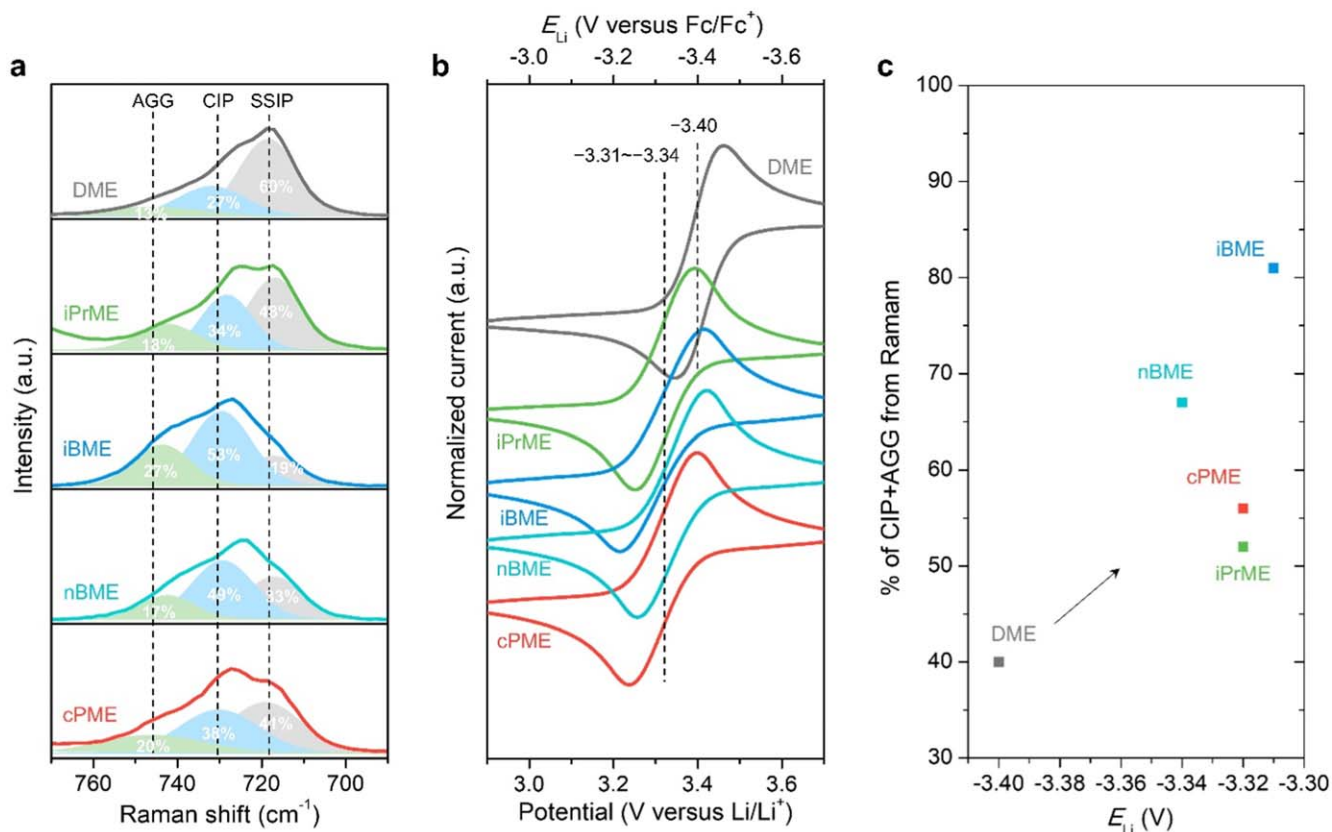 a
AGG CIP SSIP
DME
13% 27% 60%
iPrME
18% 34% 48%
iBME
27% 53% 19%
nBME
17% 49% 33%
cPME
20% 38% 41%
Intensity (a.u.)
760 740 720 700
Raman shift (cm-1)
b
ELi (V versus Fc/Fc+)
-3.0 -3.2 -3.4 -3.6
−3.40
−3.31~−3.34
DME
iPrME
iBME
nBME
cPME
Normalized current (a.u.)
3.0 3.2 3.4 3.6
Potential (V versus Li/Li+)
c
100
90
80
70
60
50
40
30
% of CIP+AGG from Ramam
iBME
nBME
cPME
iPrME
DME
-3.40 -3.38 -3.36 -3.34 -3.32 -3.30
ELi (V)